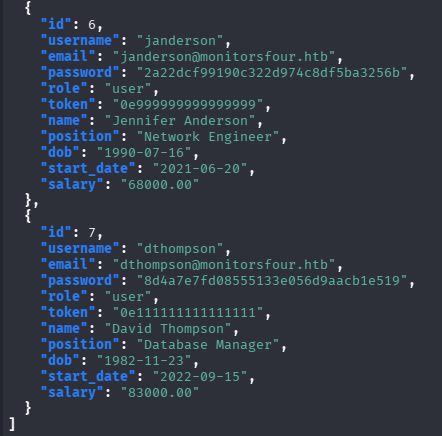 {
"id": 6,
"username": "janderson",
"email": "janderson@monitorsfour.htb",
"password": "2a22dcf99190c322d974c8df5ba3256b",
"role": "user",
"token": "0e999999999999999",
"name": "Jennifer Anderson",
"position": "Network Engineer",
"dob": "1990-07-16",
"start_date": "2021-06-20",
"salary": "68000.00"
},
{
"id": 7,
"username": "dthompson",
"email": "dthompson@monitorsfour.htb",
"password": "8d4a7e7fd08555133e056d9aacb1e519",
"role": "user",
"token": "0e111111111111111",
"name": "David Thompson",
"position": "Database Manager",
"dob": "1982-11-23",
"start_date": "2022-09-15",
"salary": "83000.00"
}
]